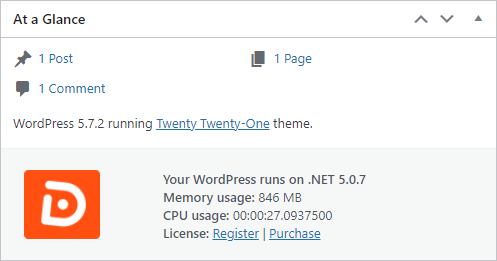 At a Glance
1 Post
1 Page
1 Comment
WordPress 5.7.2 running Twenty Twenty-One theme.
Your WordPress runs on .NET 5.0.7
Memory usage: 846 MB
CPU usage: 00:00:27.0937500
License: Register | Purchase